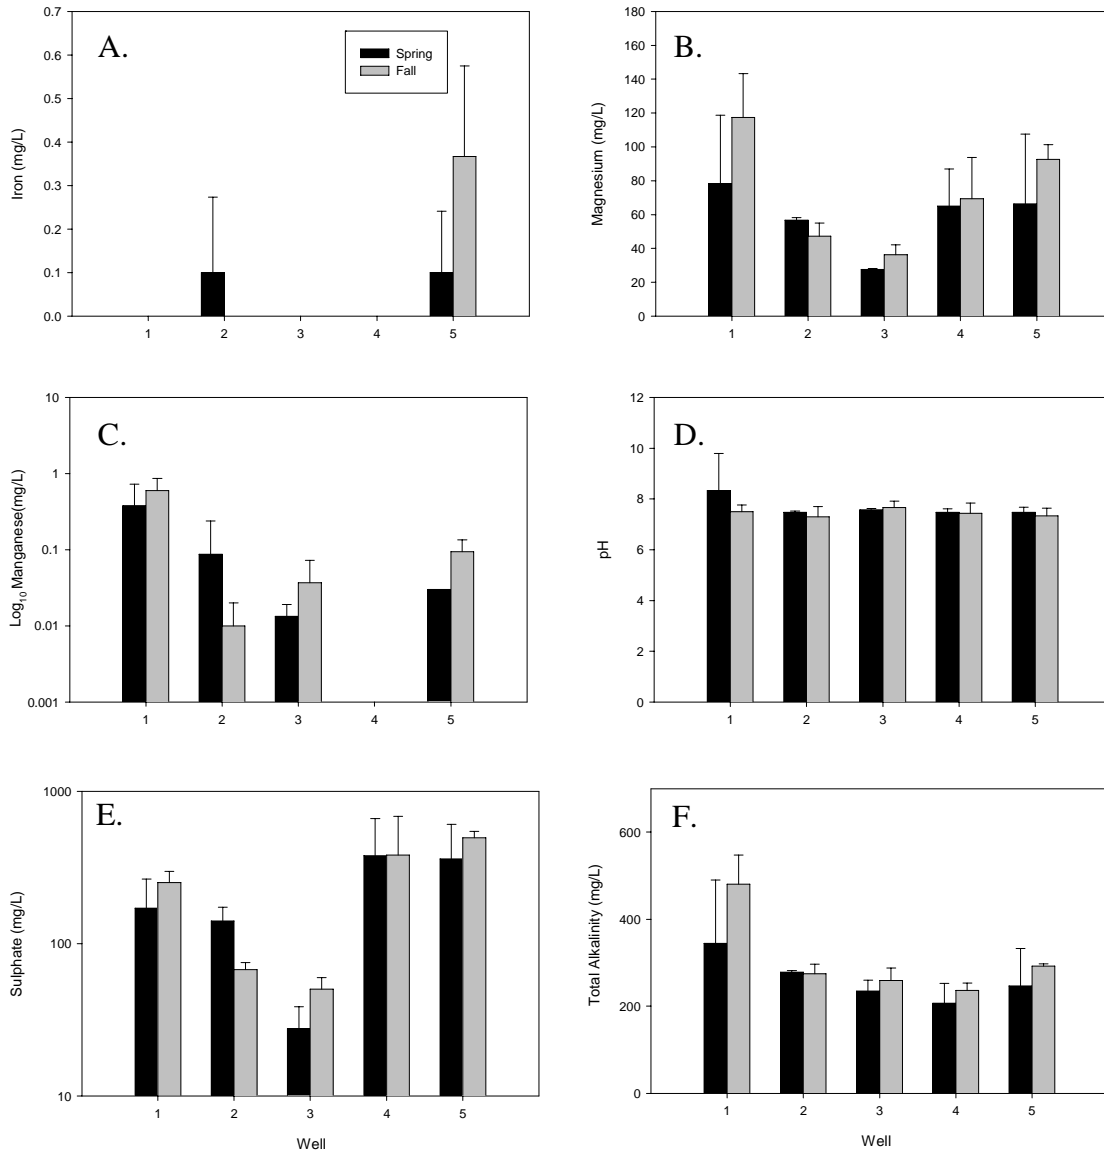 A.
Spring
Fall
Iron (mg/L)
0.7
0.6
0.5
0.4
0.3
0.2
0.1
0.0
1 2 3 4 5
B.
Magnesium (mg/L)
180
160
140
120
100
80
60
40
20
0
1 2 3 4 5
C.
Log10 Manganese(mg/L)
10
1
0.1
0.01
0.001
1 2 3 4 5
D.
pH
12
10
8
6
4
2
0
1 2 3 4 5
E.
Sulphate (mg/L)
1000
100
10
1 2 3 4 5
Well
F.
Total Alkalinity (mg/L)
600
400
200
0
1 2 3 4 5
Well